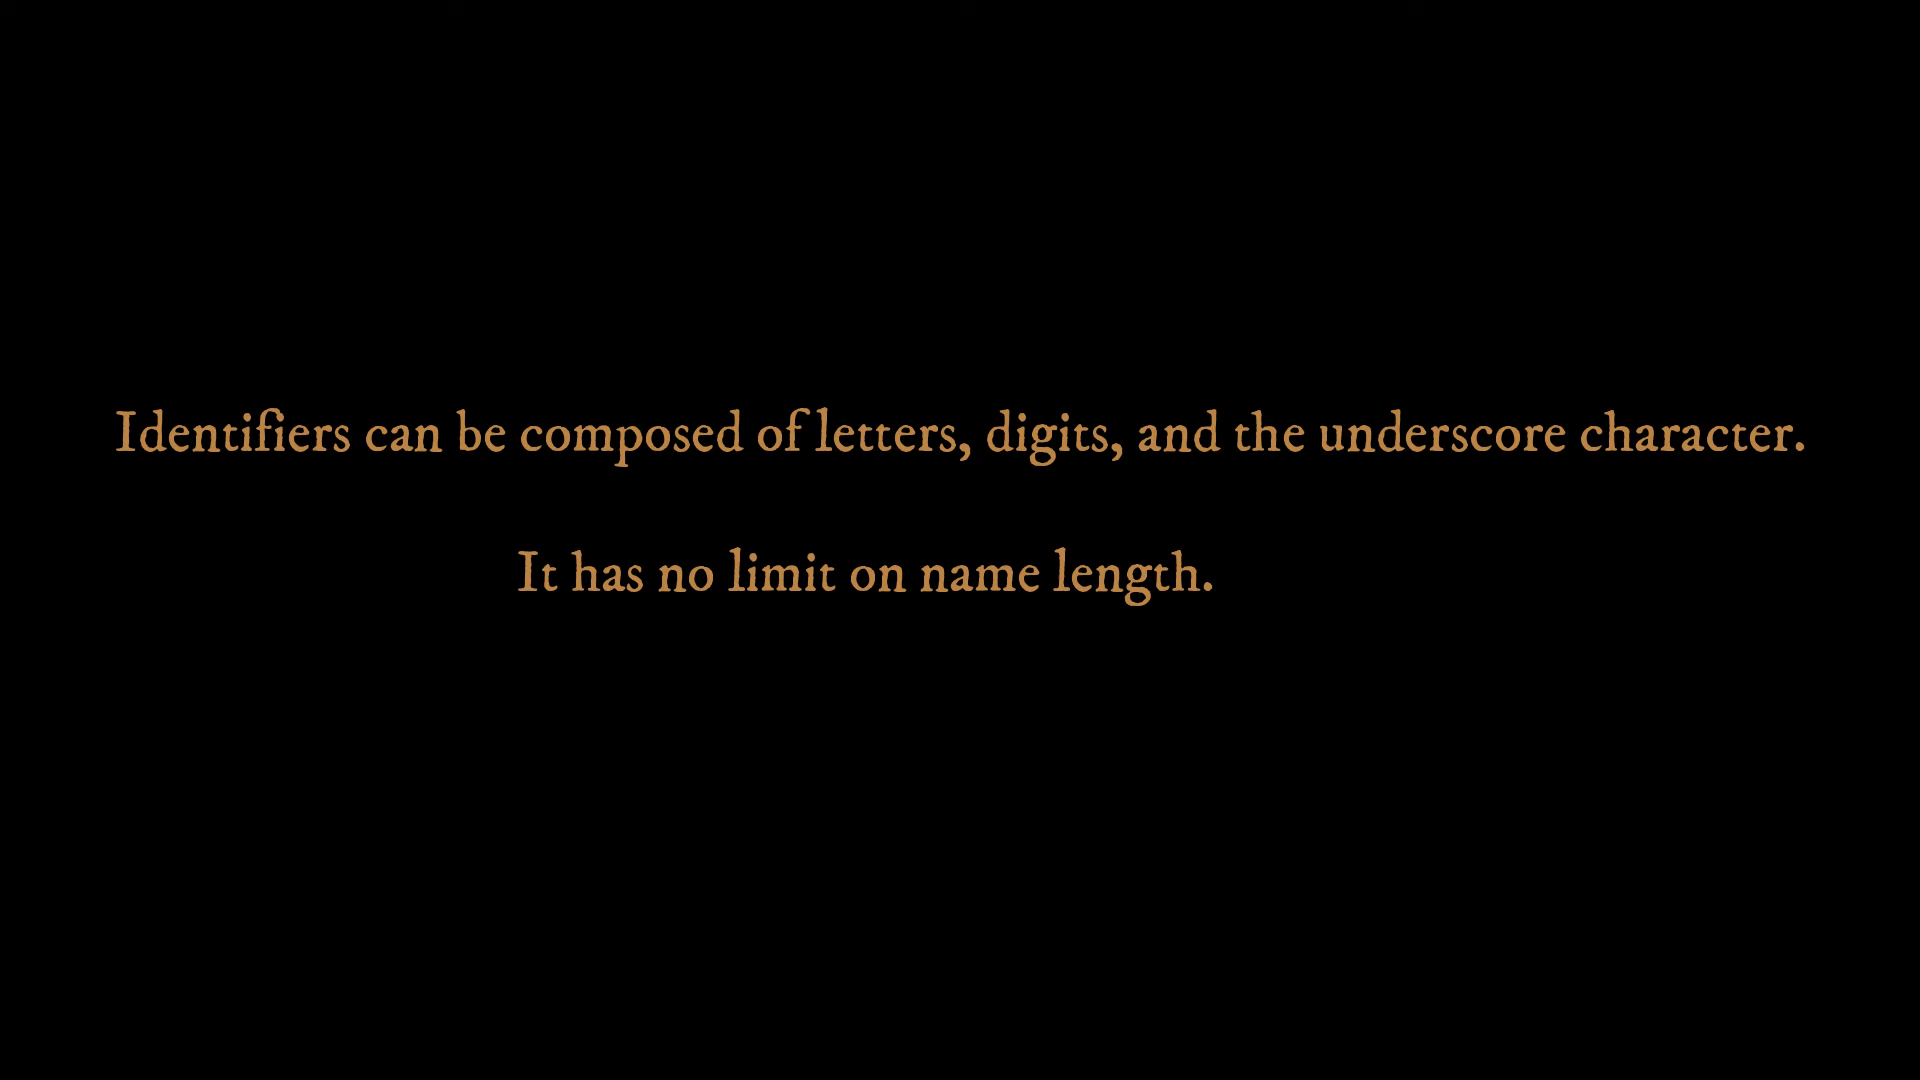 Identifiers can be composed of letters, digits, and the underscore character.
It has no limit on name length.